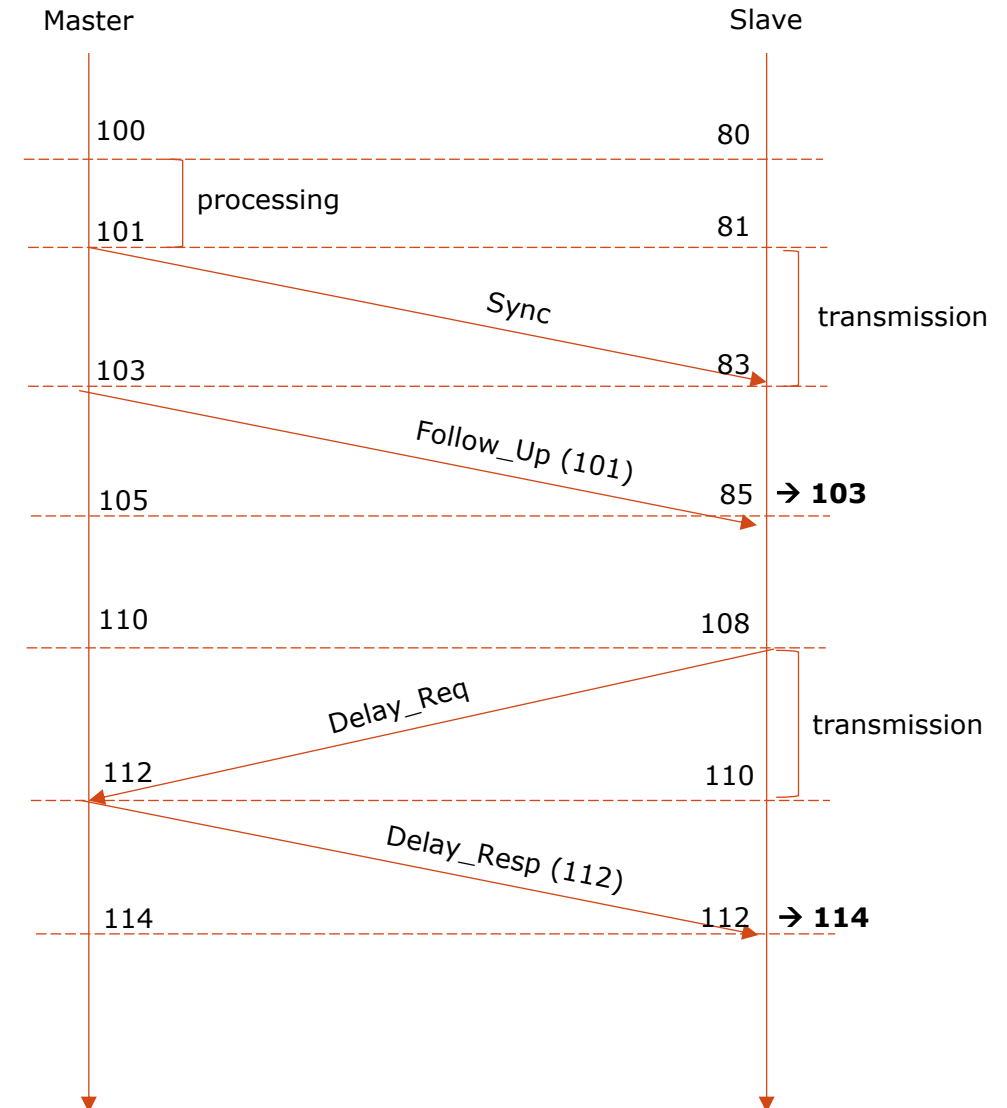 Master
Slave
100
80
processing
101
81
Sync
transmission
103
83
Follow_Up (101)
105
85 → 103
110
108
Delay_Req
transmission
112
110
Delay_Resp (112)
114
112 → 114